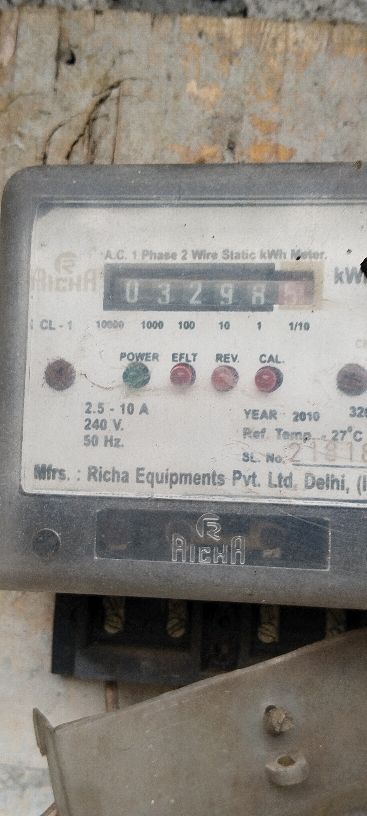 A.C. 1 Phase 2 Wire Static kWh Meter.
RICHA
kWh
0 3 2 9 8
CL - 1 10000 1000 100 10 1 1/10
POWER EFLT REV. CAL.
2.5 - 10 A
240 V.
50 Hz.
YEAR 2010
Ref. Temp. - 27°C
SL. No.
Mfrs. : Richa Equipments Pvt. Ltd. Delhi,
RICHA